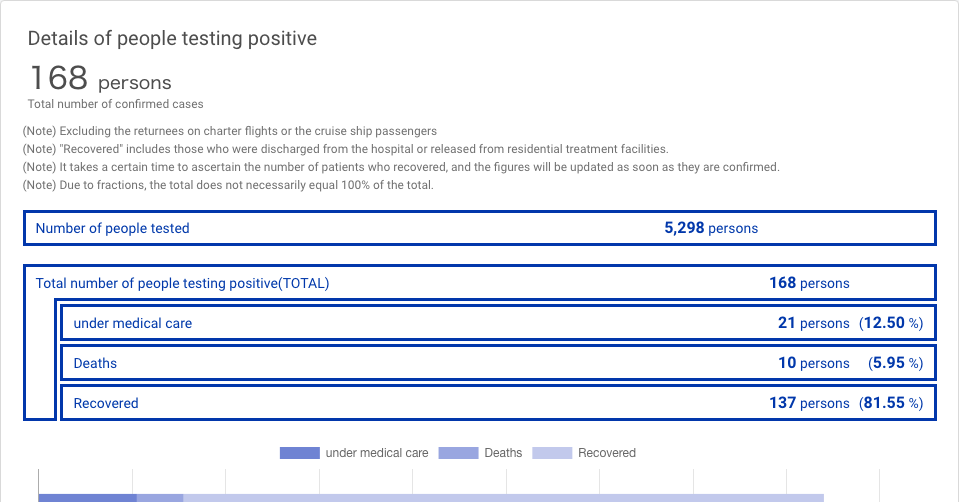 Details of people testing positive
168 persons
Total number of confirmed cases
(Note) Excluding the returnees on charter flights or the cruise ship passengers
(Note) "Recovered" includes those who were discharged from the hospital or released from residential treatment facilities.
(Note) It takes a certain time to ascertain the number of patients who recovered, and the figures will be updated as soon as they are confirmed.
(Note) Due to fractions, the total does not necessarily equal 100% of the total.
Number of people tested 5,298 persons
Total number of people testing positive(TOTAL) 168 persons
under medical care 21 persons (12.50 %)
Deaths 10 persons (5.95 %)
Recovered 137 persons (81.55 %)
under medical care Deaths Recovered